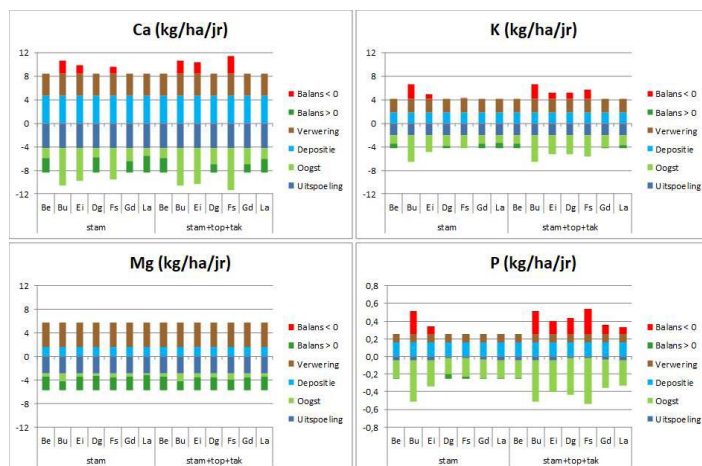 Ca (kg/ha/jr)
12
8
4
0
-4
-8
-12
Be Bu Ei Dg Fs Gd La Be Bu Ei Dg Fs Gd La
stam stam+top+tak
Balans < 0
Balans > 0
Verwering
Depositie
Oogst
Uitspoeling
K (kg/ha/jr)
12
8
4
0
-4
-8
-12
Be Bu Ei Dg Fs Gd La Be Bu Ei Dg Fs Gd La
stam stam+top+tak
Balans < 0
Balans > 0
Verwering
Depositie
Oogst
Uitspoeling
Mg (kg/ha/jr)
12
8
4
0
-4
-8
-12
Be Bu Ei Dg Fs Gd La Be Bu Ei Dg Fs Gd La
stam stam+top+tak
Balans < 0
Balans > 0
Verwering
Depositie
Oogst
Uitspoeling
P (kg/ha/jr)
0,8
0,6
0,4
0,2
0,0
-0,2
-0,4
-0,6
-0,8
Be Bu Ei Dg Fs Gd La Be Bu Ei Dg Fs Gd La
stam stam+top+tak
Balans < 0
Balans > 0
Verwering
Depositie
Oogst
Uitspoeling